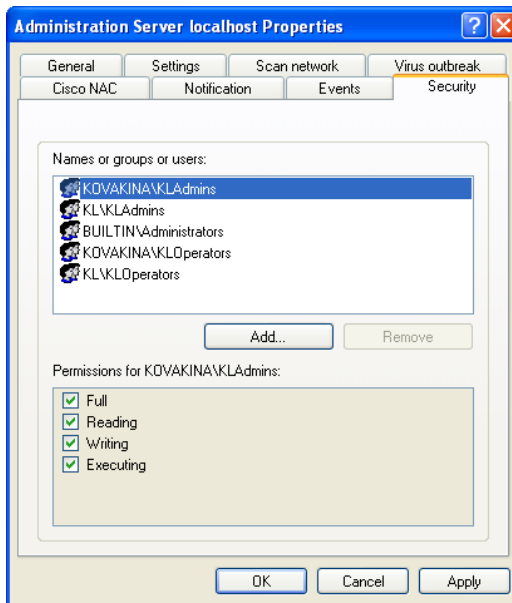 Administration Server localhost Properties
General Settings Scan network Virus outbreak
Cisco NAC Notification Events Security
Names or groups or users:
KOVAKINA\KLAdmins
KL\KLAdmins
BUILTIN\Administrators
KOVAKINA\KLOperators
KL\KLOperators
Add... Remove
Permissions for KOVAKINA\KLAdmins:
Full
Reading
Writing
Executing
OK Cancel Apply